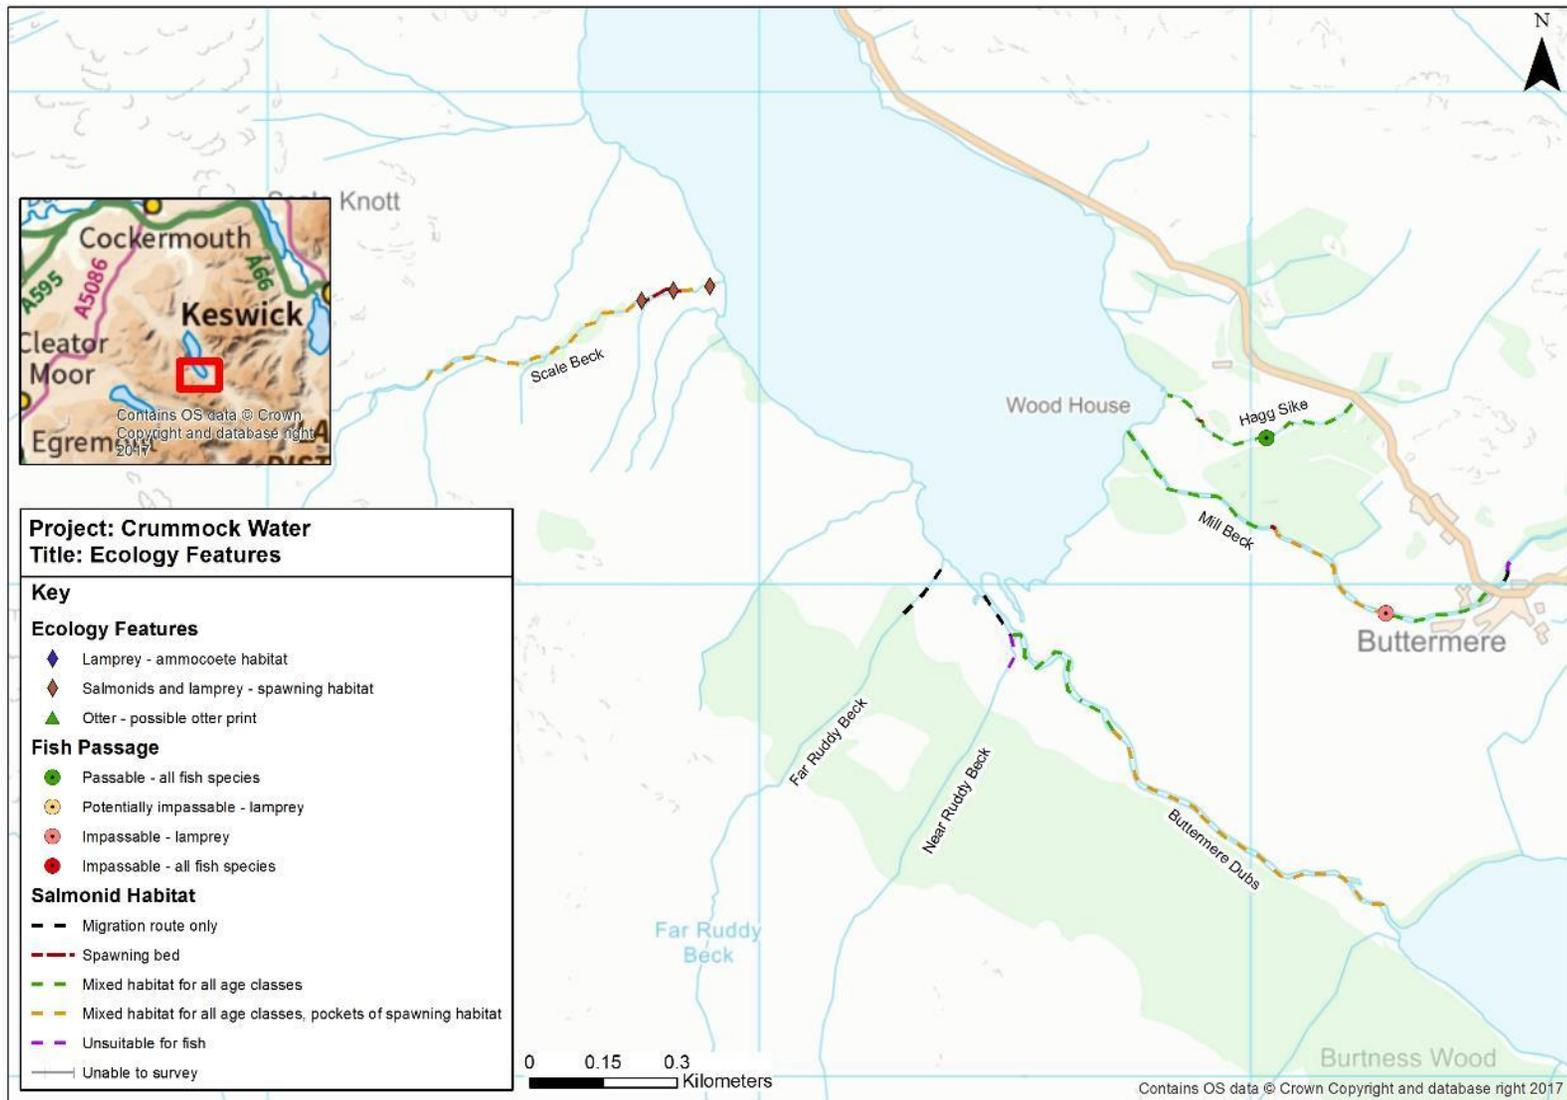 N
Knott
Cockermouth
A595
A5086
A66
Keswick
Cleator
Moor
Contains OS data © Crown
Copyright and database right
2017
Egremont
Scale Beck
Wood House
Hagg Sike
Mill Beck
Buttermere
Far Ruddy Beck
Near Ruddy Beck
Buttermere Dubs
Far Ruddy
Beck
Burtness Wood
Project: Crummock Water
Title: Ecology Features
Key
Ecology Features
Lamprey - ammocoete habitat
Salmonids and lamprey - spawning habitat
Otter - possible otter print
Fish Passage
Passable - all fish species
Potentially impassable - lamprey
Impassable - lamprey
Impassable - all fish species
Salmonid Habitat
Migration route only
Spawning bed
Mixed habitat for all age classes
Mixed habitat for all age classes, pockets of spawning habitat
Unsuitable for fish
Unable to survey
0 0.15 0.3
Kilometers
Contains OS data © Crown Copyright and database right 2017